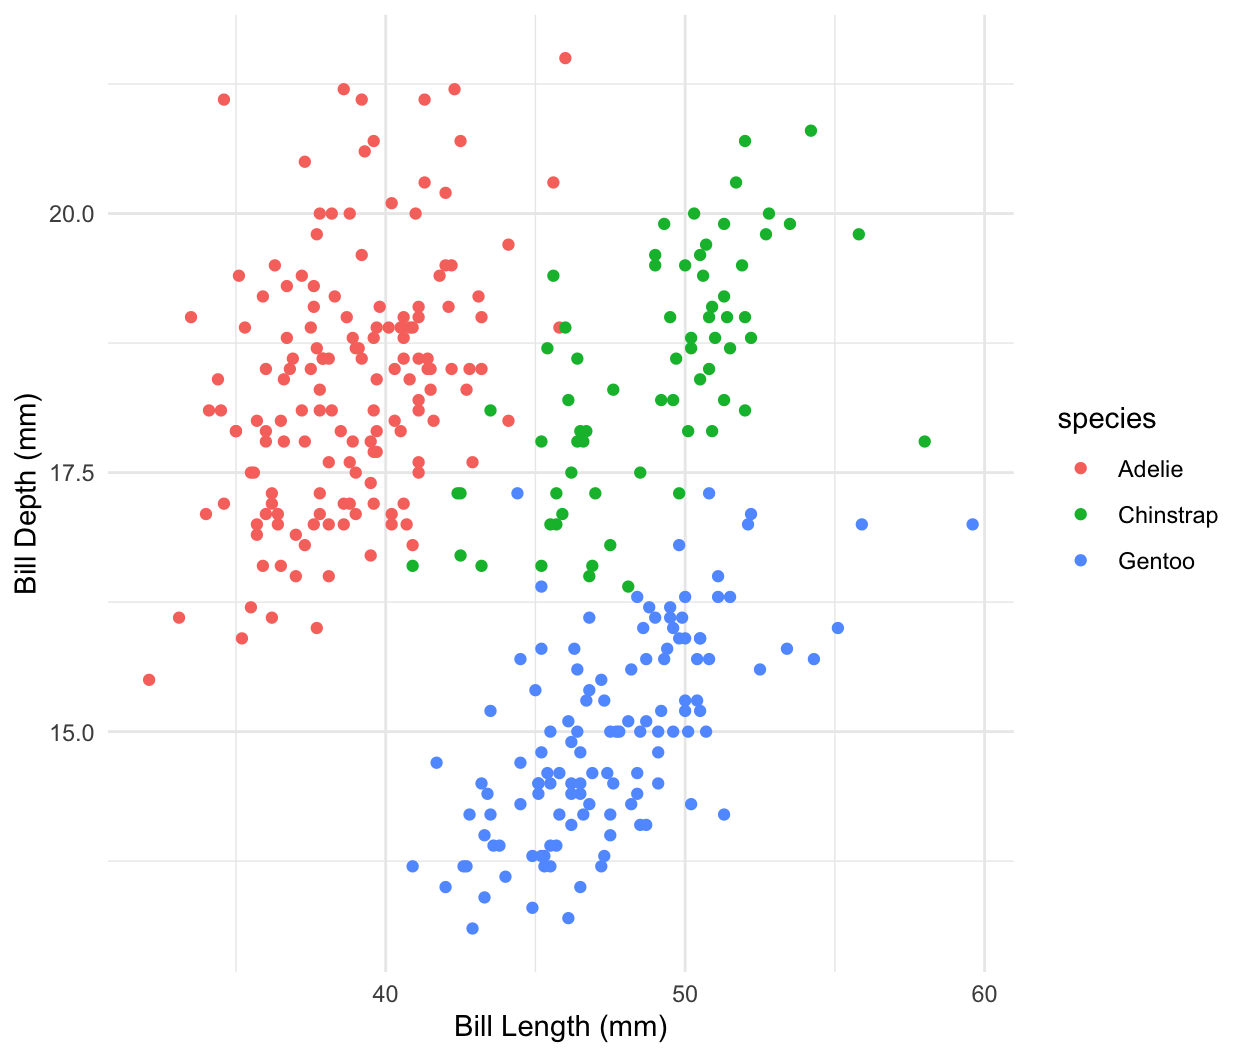 20.0
17.5
15.0
40
50
60
Bill Length (mm)
Bill Depth (mm)
species
Adelie
Chinstrap
Gentoo